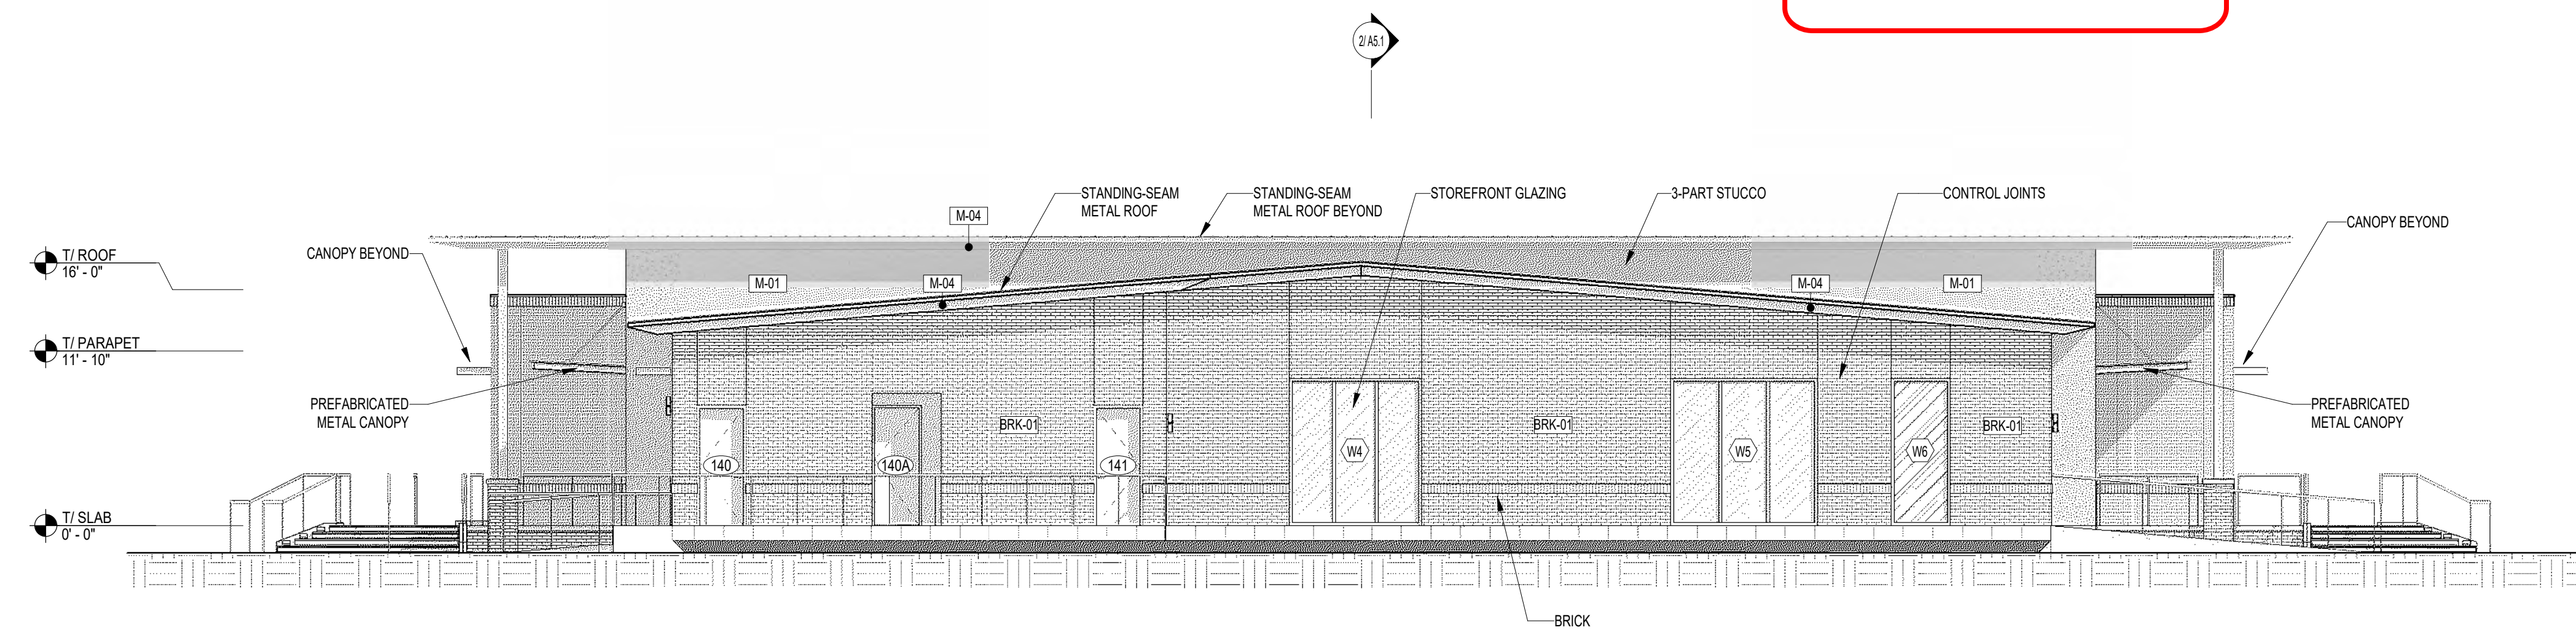 2/ A5.1
STANDING-SEAM
METAL ROOF
STANDING-SEAM
METAL ROOF BEYOND
STOREFRONT GLAZING
3-PART STUCCO
CONTROL JOINTS
M-04
CANOPY BEYOND
CANOPY BEYOND
T/ ROOF
16' - 0"
M-01
M-04
M-04
M-01
T/ PARAPET
11' - 10"
PREFABRICATED
METAL CANOPY
PREFABRICATED
METAL CANOPY
BRK-01
BRK-01
BRK-01
W4
W5
W6
140
140A
141
T/ SLAB
0' - 0"
BRICK